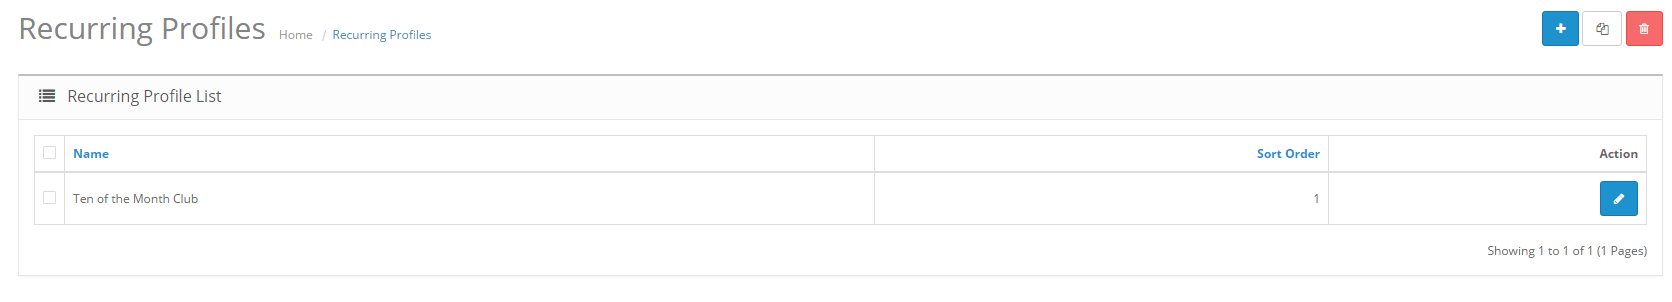 Recurring Profiles Home / Recurring Profiles
Recurring Profile List
Name Sort Order Action
Ten of the Month Club 1
Showing 1 to 1 of 1 (1 Pages)